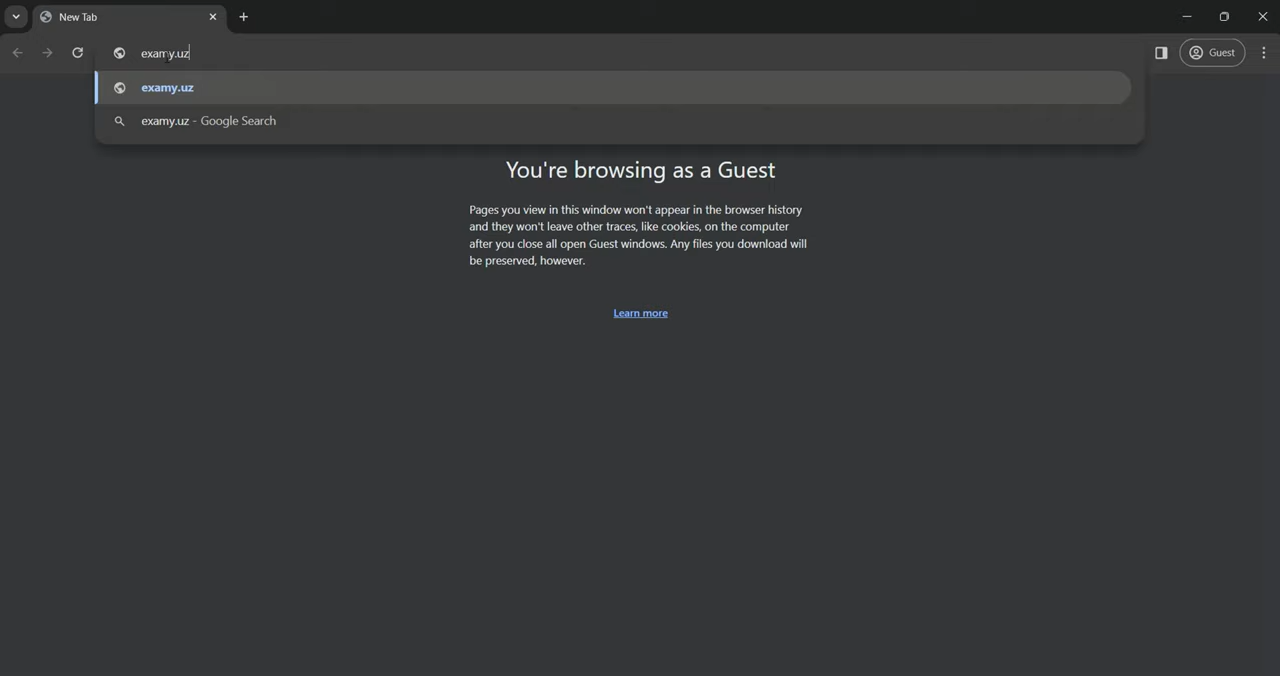 New Tab
examy.uz
Guest
examy.uz
examy.uz - Google Search
You're browsing as a Guest
Pages you view in this window won't appear in the browser history
and they won't leave other traces, like cookies, on the computer
after you close all open Guest windows. Any files you download will
be preserved, however.
Learn more